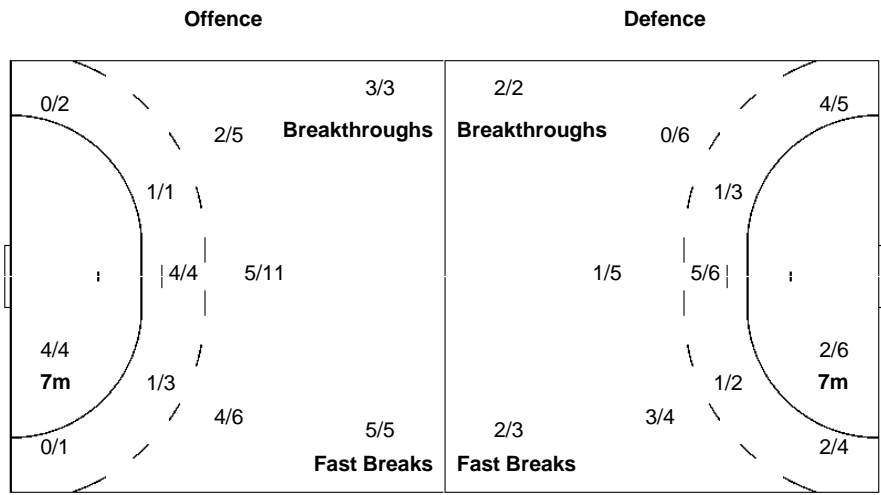 Offence Defence
3/3 2/2
0/2 4/5
2/5 Breakthroughs Breakthroughs 0/6
1/1 1/3
4/4 5/11 1/5 5/6
4/4 2/6
7m 1/3 1/2 7m
4/6 3/4
5/5 2/3
0/1 2/4
Fast Breaks Fast Breaks